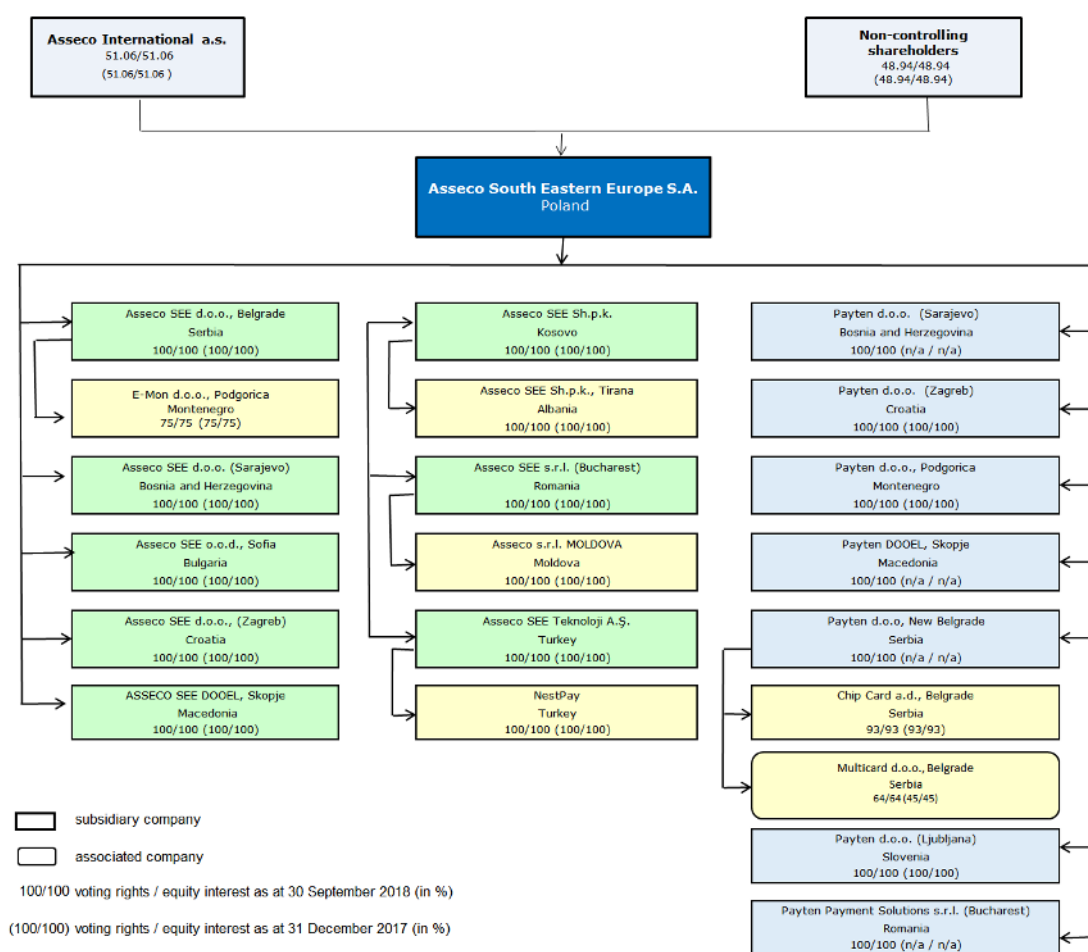 Asseco International a.s.
51.06/51.06
(51.06/51.06 )
Non-controlling
shareholders
48.94/48.94
(48.94/48.94)
Asseco South Eastern Europe S.A.
Poland
Asseco SEE d.o.o., Belgrade
Serbia
100/100 (100/100)
E-Mon d.o.o., Podgorica
Montenegro
75/75 (75/75)
Asseco SEE d.o.o. (Sarajevo)
Bosnia and Herzegovina
100/100 (100/100)
Asseco SEE o.o.d., Sofia
Bulgaria
100/100 (100/100)
Asseco SEE d.o.o., (Zagreb)
Croatia
100/100 (100/100)
ASSECO SEE DOOEL, Skopje
Macedonia
100/100 (100/100)
Asseco SEE Sh.p.k.
Kosovo
100/100 (100/100)
Asseco SEE Sh.p.k., Tirana
Albania
100/100 (100/100)
Asseco SEE s.r.l. (Bucharest)
Romania
100/100 (100/100)
Asseco s.r.l. MOLDOVA
Moldova
100/100 (100/100)
Asseco SEE Teknoloji A.Ş.
Turkey
100/100 (100/100)
NestPay
Turkey
100/100 (100/100)
Payten d.o.o. (Sarajevo)
Bosnia and Herzegovina
100/100 (n/a / n/a)
Payten d.o.o. (Zagreb)
Croatia
100/100 (100/100)
Payten d.o.o., Podgorica
Montenegro
100/100 (100/100)
Payten DOOEL, Skopje
Macedonia
100/100 (n/a / n/a)
Payten d.o.o, New Belgrade
Serbia
100/100 (n/a / n/a)
Chip Card a.d., Belgrade
Serbia
93/93 (93/93)
Multicard d.o.o., Belgrade
Serbia
64/64 (45/45)
Payten d.o.o. (Ljubljana)
Slovenia
100/100 (100/100)
Payten Payment Solutions s.r.l. (Bucharest)
Romania
100/100 (n/a / n/a)
subsidiary company
associated company
100/100 voting rights / equity interest as at 30 September 2018 (in %)
(100/100) voting rights / equity interest as at 31 December 2017 (in %)